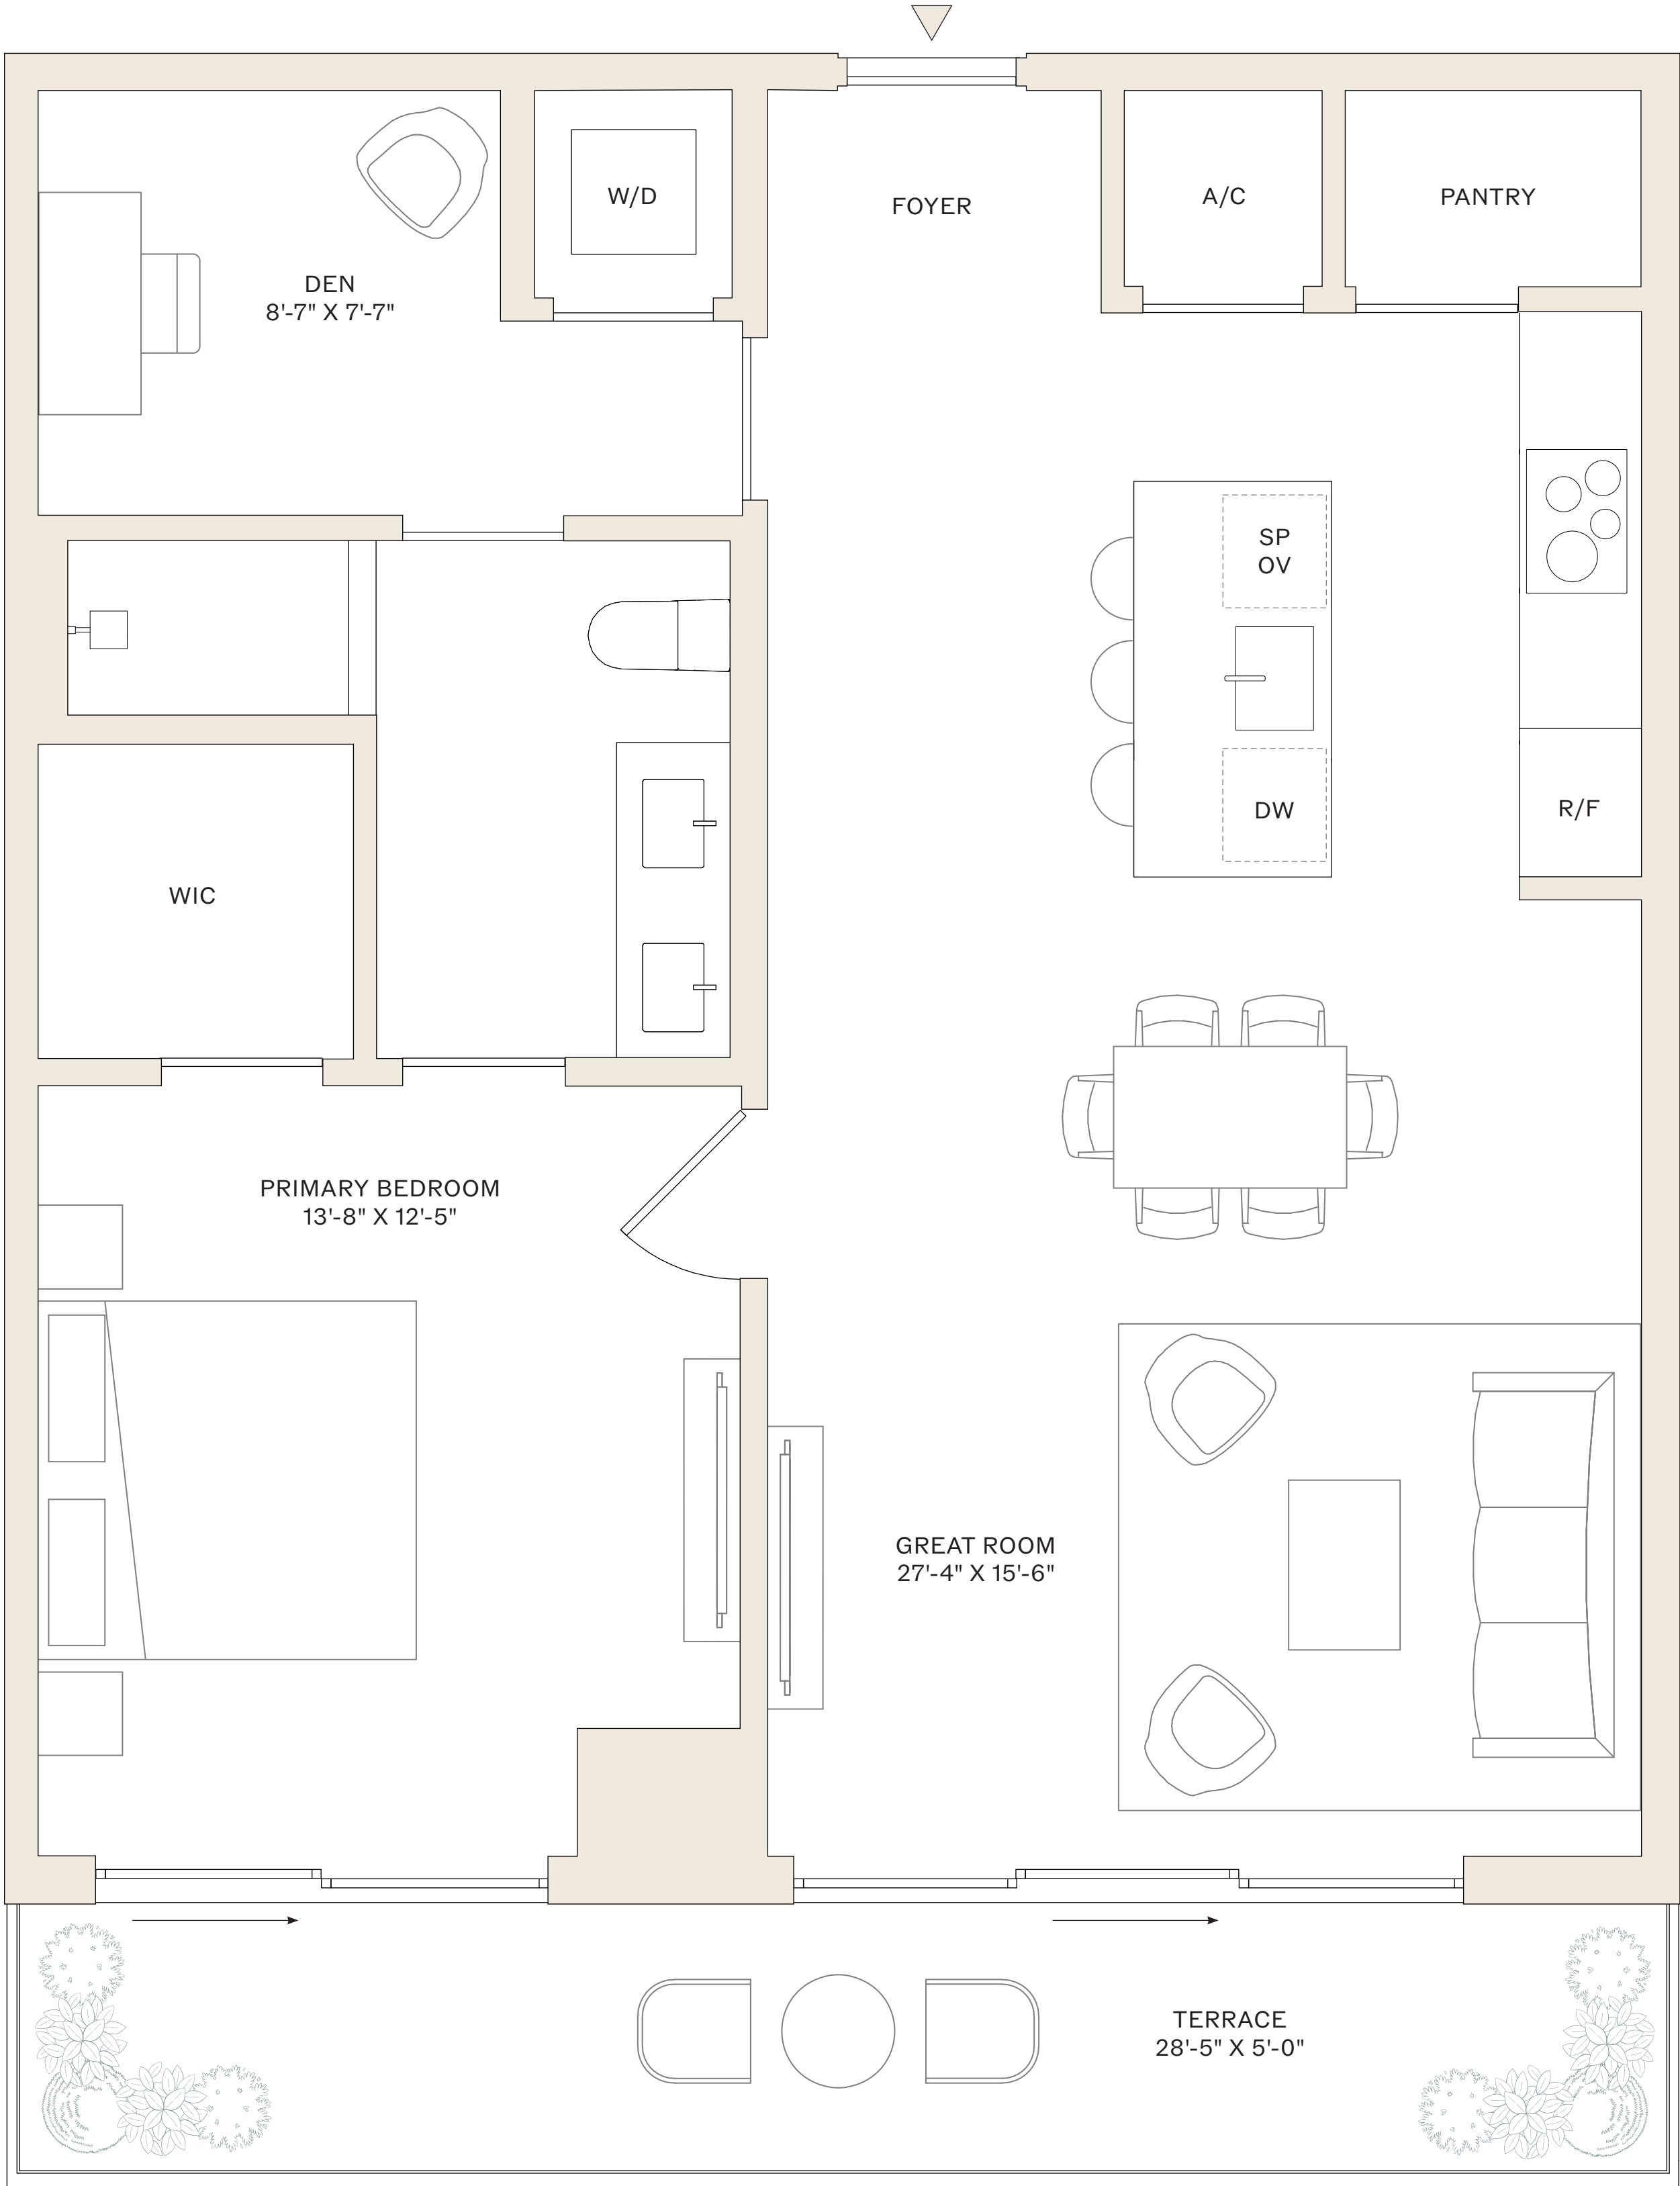 W/D
FOYER
A/C
PANTRY
DEN
8'-7" X 7'-7"
SP
OV
DW
R/F
WIC
PRIMARY BEDROOM
13'-8" X 12'-5"
GREAT ROOM
27'-4" X 15'-6"
TERRACE
28'-5" X 5'-0"